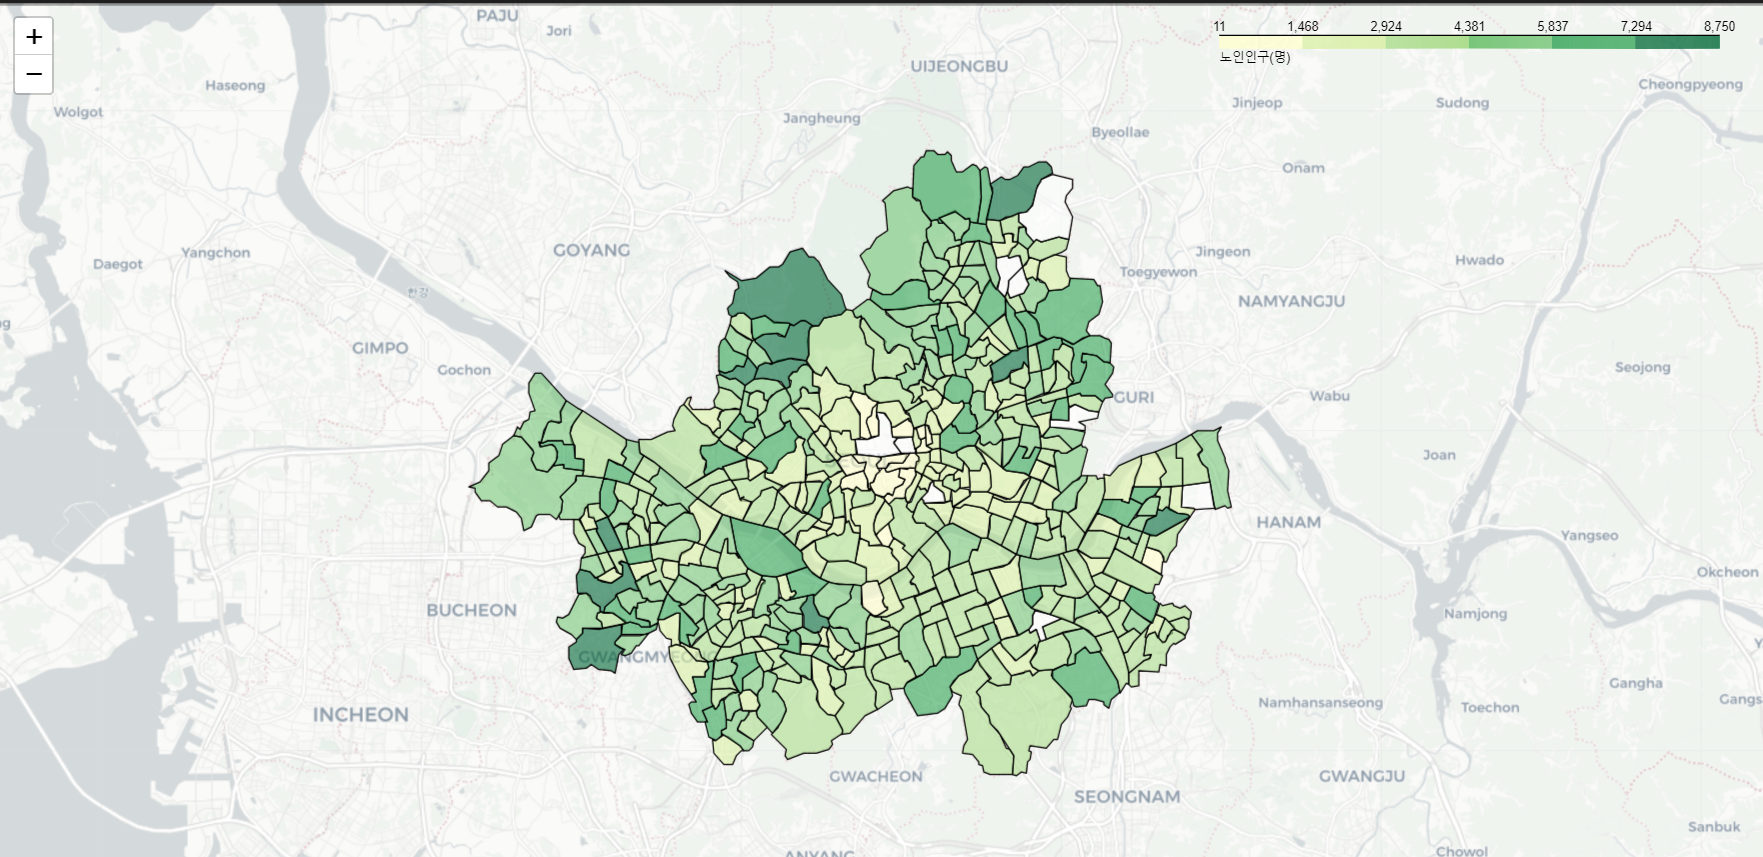 +
−
11 1,468 2,924 4,381 5,837 7,294 8,750
노인인구(명)
PAJU
Jori
UIJEONGBU
Haseong
Cheongpyeong
Wolgot
Jinjeop
Sudong
Jangheung
Byeollae
Onam
Yangchon
GOYANG
Jingeon
Daegot
Hwado
Toegyewon
한강
NAMYANGJU
GIMPO
Gochon
Seojong
GURI
Wabu
Joan
HANAM
Yangseo
Okcheon
BUCHEON
Namjong
GWANGMYEONG
Gangha
Namhansanseong
Gangs
INCHEON
Toechon
GWACHEON
GWANGJU
SEONGNAM
Sanbuk
ANYANG
Chowol